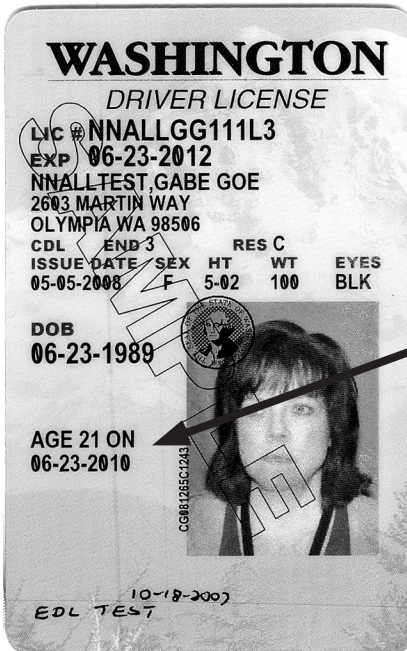 WASHINGTON
DRIVER LICENSE
LIC # NNALLGG111L3
EXP 06-23-2012
NNALLTEST,GABE GOE
2603 MARTIN WAY
OLYMPIA WA 98506
CDL END 3 RES C
ISSUE DATE SEX HT WT EYES
05-05-2008 F 5-02 100 BLK
DOB
06-23-1989
AGE 21 ON
06-23-2010
CG081265C1243
SAMPLE
10-18-2007
EDL TEST